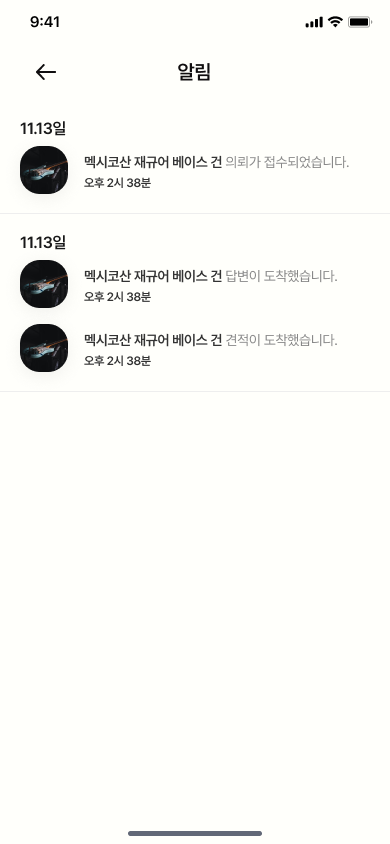 9:41
알림
11.13일
멕시코산 재규어 베이스 건 의뢰가 접수되었습니다.
오후 2시 38분
11.13일
멕시코산 재규어 베이스 건 답변이 도착했습니다.
오후 2시 38분
멕시코산 재규어 베이스 건 견적이 도착했습니다.
오후 2시 38분